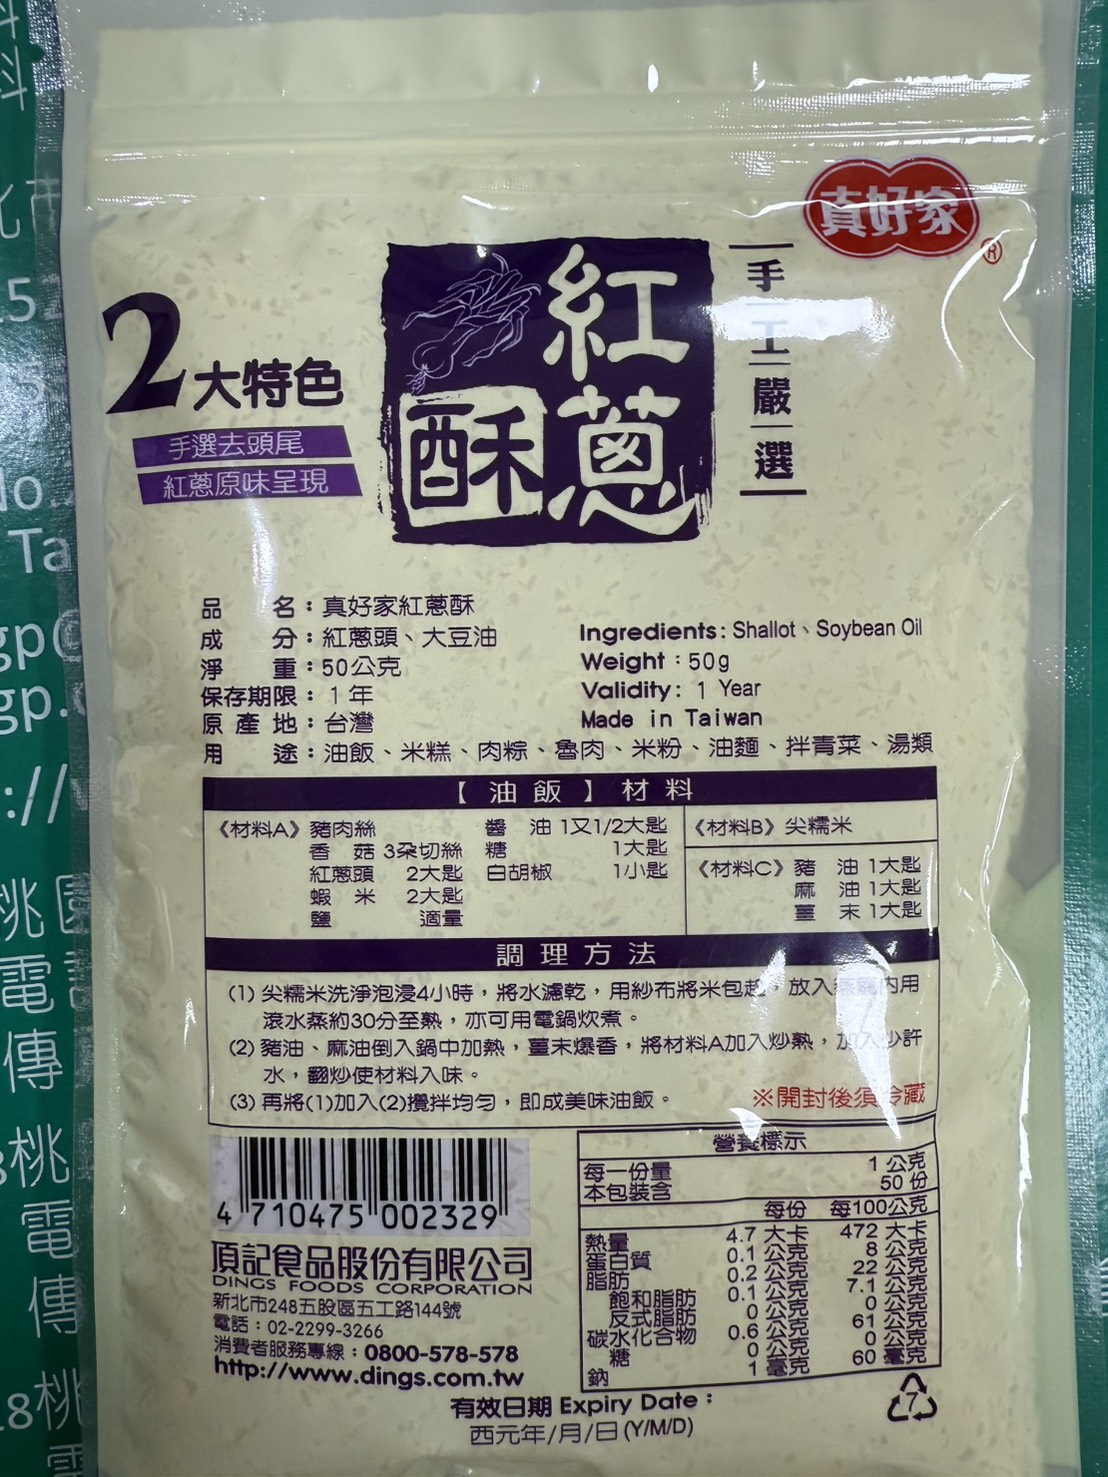 真好家
®
手工嚴選
紅蔥酥
2大特色
手選去頭尾
紅蔥原味呈現
品名：真好家紅蔥酥
成分：紅蔥頭、大豆油
淨重：50公克
保存期限：1年
原產地：台灣
用途：油飯、米糕、肉粽、魯肉、米粉、油麵、拌青菜、湯類
Ingredients: Shallot、Soybean Oil
Weight：50g
Validity: 1 Year
Made in Taiwan
【油飯】材料
《材料A》豬肉絲 醬油 1又1/2大匙
香菇 3朶切絲 糖 1大匙
紅蔥頭 2大匙 白胡椒 1小匙
蝦米 2大匙
鹽 適量
《材料B》尖糯米
《材料C》豬油 1大匙
麻油 1大匙
薑末 1大匙
調理方法
(1) 尖糯米洗淨泡浸4小時，將水濾乾，用紗布將米包起，放入內用
滾水蒸約30分至熟，亦可用電鍋炊煮。
(2) 豬油、麻油倒入鍋中加熱，薑末爆香，將材料A加入炒熟，加入少許
水，翻炒使材料入味。
(3) 再將(1)加入(2)攪拌均勻，即成美味油飯。
※開封後須冷藏
4 710475 002329
頂記食品股份有限公司
DINGS FOODS CORPORATION
新北市248五股區五工路144號
電話：02-2299-3266
消費者服務專線：0800-578-578
http://www.dings.com.tw
營養標示
每一份量 1 公克
本包裝含 50 份
每份 每100公克
熱量 4.7 大卡 472 大卡
蛋白質 0.1 公克 8 公克
脂肪 0.2 公克 22 公克
飽和脂肪 0.1 公克 7.1 公克
反式脂肪 0 公克 0 公克
碳水化合物 0.6 公克 61 公克
糖 0 公克 0 公克
鈉 1 毫克 60 毫克
有效日期 Expiry Date：
西元年/月/日 (Y/M/D)
7